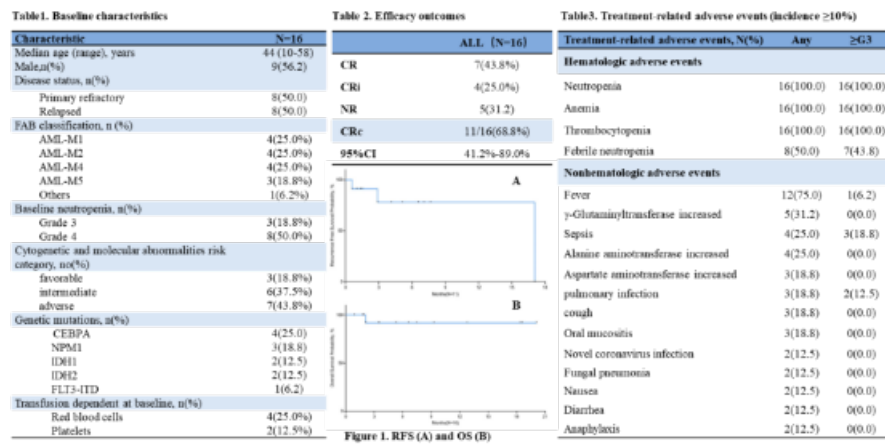 Table1. Baseline characteristics
Characteristic N=16
Median age (range), years 44 (10-58)
Male,n(%) 9(56.2)
Disease status, n(%)
Primary refractory 8(50.0)
Relapsed 8(50.0)
FAB classification, n (%)
AML-M1 4(25.0%)
AML-M2 4(25.0%)
AML-M4 4(25.0%)
AML-M5 3(18.8%)
Others 1(6.2%)
Baseline neutropenia, n(%)
Grade 3 3(18.8%)
Grade 4 8(50.0%)
Cytogenetic and molecular abnormalities risk
category, no(%)
favorable 3(18.8%)
intermediate 6(37.5%)
adverse 7(43.8%)
Genetic mutations, n(%)
CEBPA 4(25.0)
NPM1 3(18.8)
IDH1 2(12.5)
IDH2 2(12.5)
FLT3-ITD 1(6.2)
Transfusion dependent at baseline, n(%)
Red blood cells 4(25.0%)
Platelets 2(12.5%)
Table 2. Efficacy outcomes
ALL (N=16)
CR 7(43.8%)
CRi 4(25.0%)
NR 5(31.2)
CRc 11/16(68.8%)
95%CI 41.2%-89.0%
A
B
Figure 1. RFS (A) and OS (B)
Table3. Treatment-related adverse events (incidence ≥10%)
Treatment-related adverse events, N(%) Any ≥G3
Hematologic adverse events
Neutropenia 16(100.0) 16(100.0)
Anemia 16(100.0) 16(100.0)
Thrombocytopenia 16(100.0) 16(100.0)
Febrile neutropenia 8(50.0) 7(43.8)
Nonhematologic adverse events
Fever 12(75.0) 1(6.2)
γ-Glutaminyltransferase increased 5(31.2) 0(0.0)
Sepsis 4(25.0) 3(18.8)
Alanine aminotransferase increased 4(25.0) 0(0.0)
Aspartate aminotransferase increased 3(18.8) 0(0.0)
pulmonary infection 3(18.8) 2(12.5)
cough 3(18.8) 0(0.0)
Oral mucositis 3(18.8) 0(0.0)
Novel coronavirus infection 2(12.5) 0(0.0)
Fungal pneumonia 2(12.5) 0(0.0)
Nausea 2(12.5) 0(0.0)
Diarrhea 2(12.5) 0(0.0)
Anaphylaxis 2(12.5) 0(0.0)